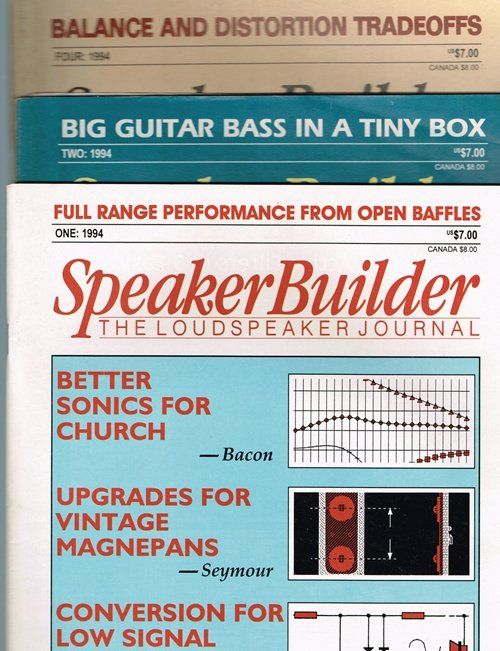 BALANCE AND DISTORTION TRADEOFFS
FOUR: 1994
US$7.00
CANADA $8.00
BIG GUITAR BASS IN A TINY BOX
TWO: 1994
US$7.00
CANADA $8.00
FULL RANGE PERFORMANCE FROM OPEN BAFFLES
ONE: 1994
US$7.00
CANADA $8.00
SpeakerBuilder
THE LOUDSPEAKER JOURNAL
BETTER
SONICS FOR
CHURCH
—Bacon
UPGRADES FOR
VINTAGE
MAGNEPANS
—Seymour
CONVERSION FOR
LOW SIGNAL